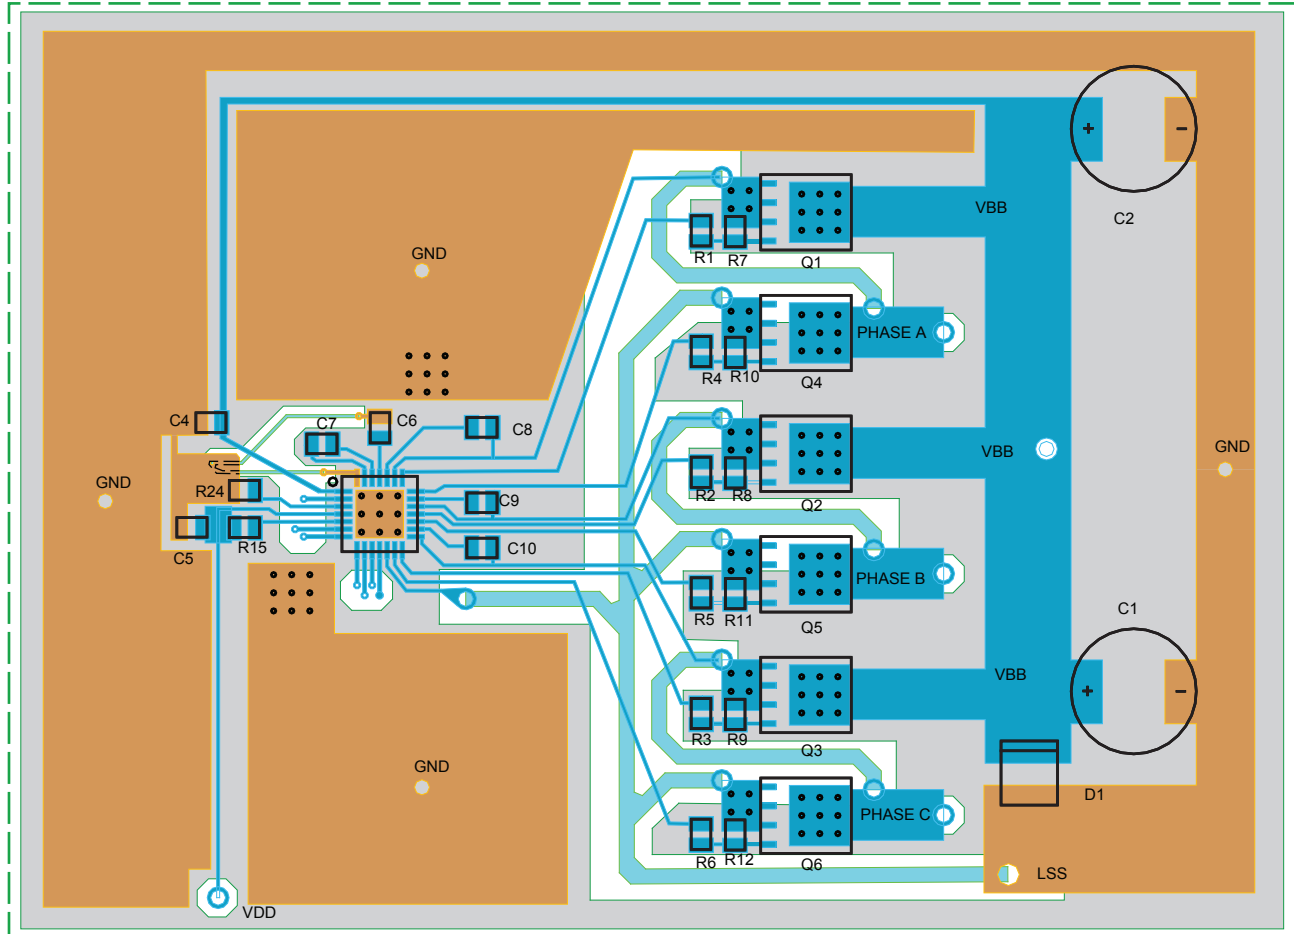 +
-
VBB
C2
R1
R7
Q1
GND
PHASE A
R4
R10
Q4
C4
C7
C6
C8
VBB
GND
GND
R24
R2
R8
Q2
C9
C5
R15
C10
PHASE B
R5
R11
Q5
C1
VBB
+
-
R3
R9
Q3
GND
D1
PHASE C
R6
R12
Q6
LSS
VDD